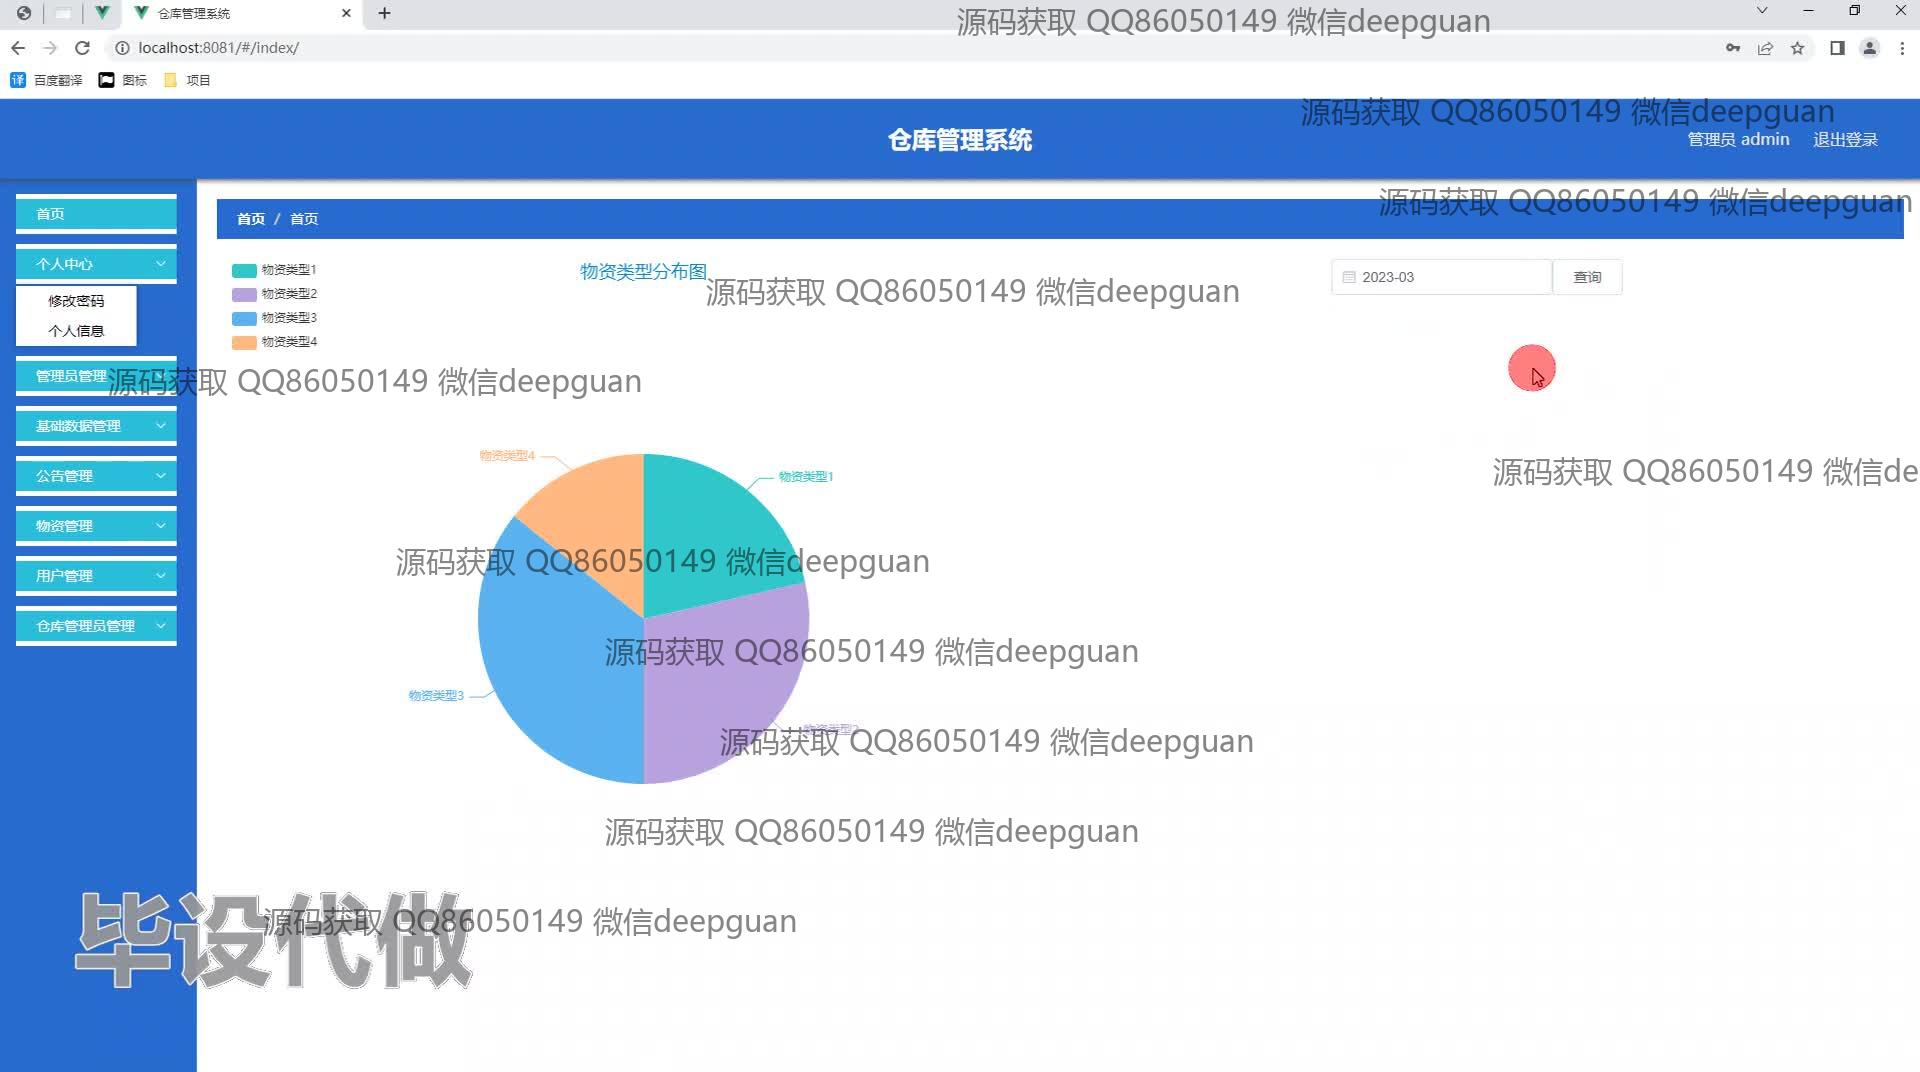 仓库管理系统
源码获取 QQ86050149 微信deepguan
localhost:8081/#/index/
百度翻译
图标
项目
源码获取 QQ86050149 微信deepguan
仓库管理系统
管理员 admin
退出登录
首页
源码获取 QQ86050149 微信deepguan
首页 / 首页
个人中心
物资类型1
物资类型分布图
源码获取 QQ86050149 微信deepguan
2023-03
查询
物资类型2
修改密码
物资类型3
个人信息
物资类型4
管理员管理
源码获取 QQ86050149 微信deepguan
基础数据管理
物资类型4
公告管理
物资类型1
源码获取 QQ86050149 微信de
物资管理
源码获取 QQ86050149 微信deepguan
用户管理
仓库管理员管理
源码获取 QQ86050149 微信deepguan
物资类型3
物资类型2
源码获取 QQ86050149 微信deepguan
源码获取 QQ86050149 微信deepguan
毕设代做
源码获取 QQ86050149 微信deepguan